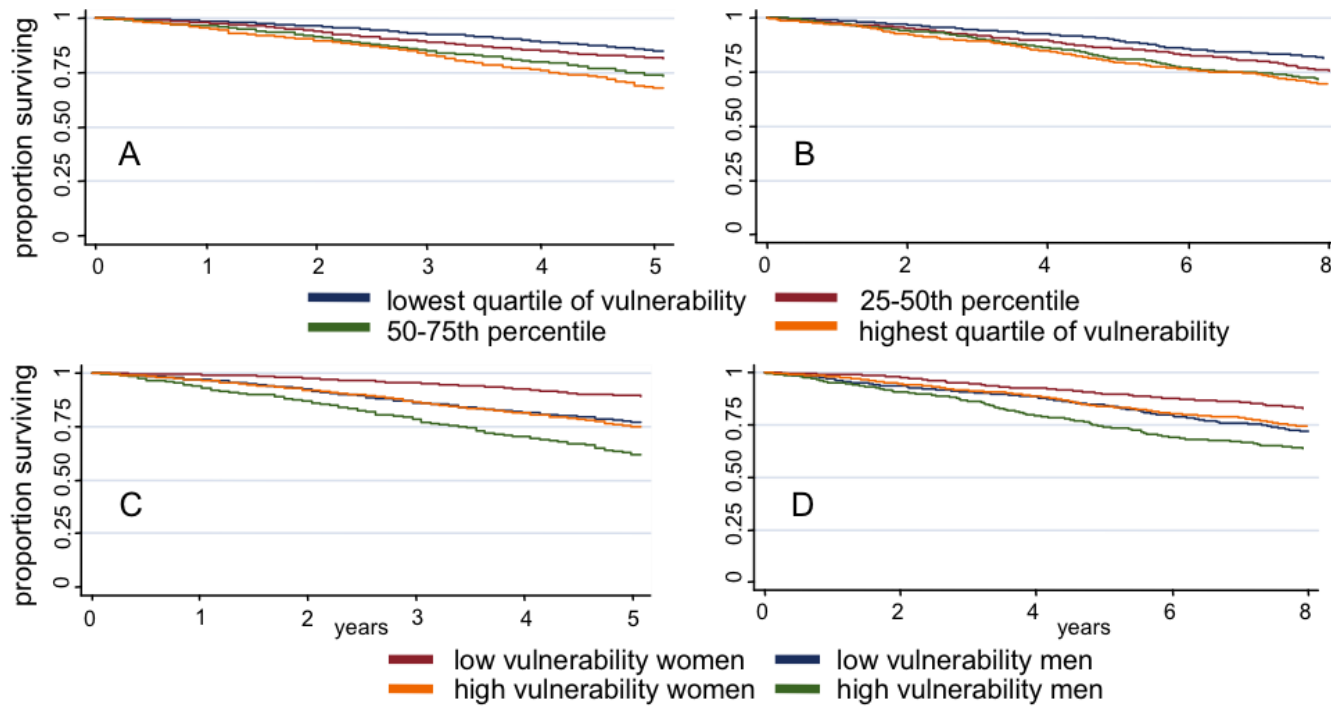 proportion surviving
1
0.75
0.50
0.25
0
A
0 1 2 3 4 5
1
0.75
0.50
0.25
0
B
0 2 4 6 8
lowest quartile of vulnerability
25-50th percentile
50-75th percentile
highest quartile of vulnerability
proportion surviving
1
0.75
0.50
0.25
0
C
0 1 2 3 4 5
years
1
0.75
0.50
0.25
0
D
0 2 4 6 8
years
low vulnerability women
low vulnerability men
high vulnerability women
high vulnerability men